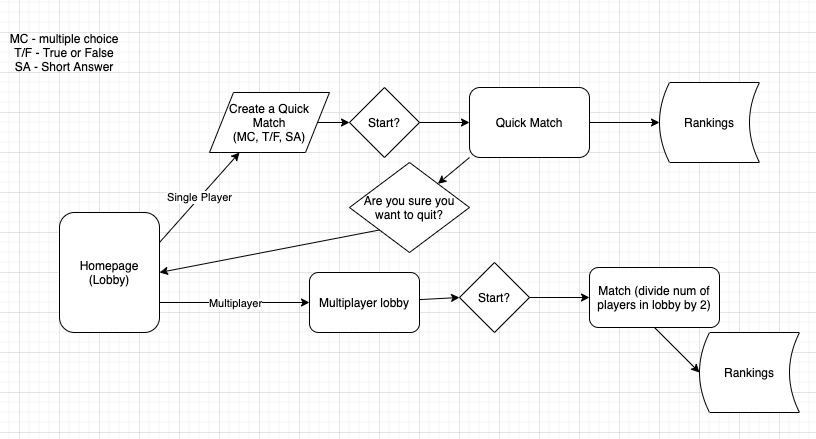 MC - multiple choice
T/F - True or False
SA - Short Answer
Create a Quick
Match
(MC, T/F, SA)
Start?
Quick Match
Rankings
Single Player
Are you sure you
want to quit?
Homepage
(Lobby)
Multiplayer
Multiplayer lobby
Start?
Match (divide num of
players in lobby by 2)
Rankings